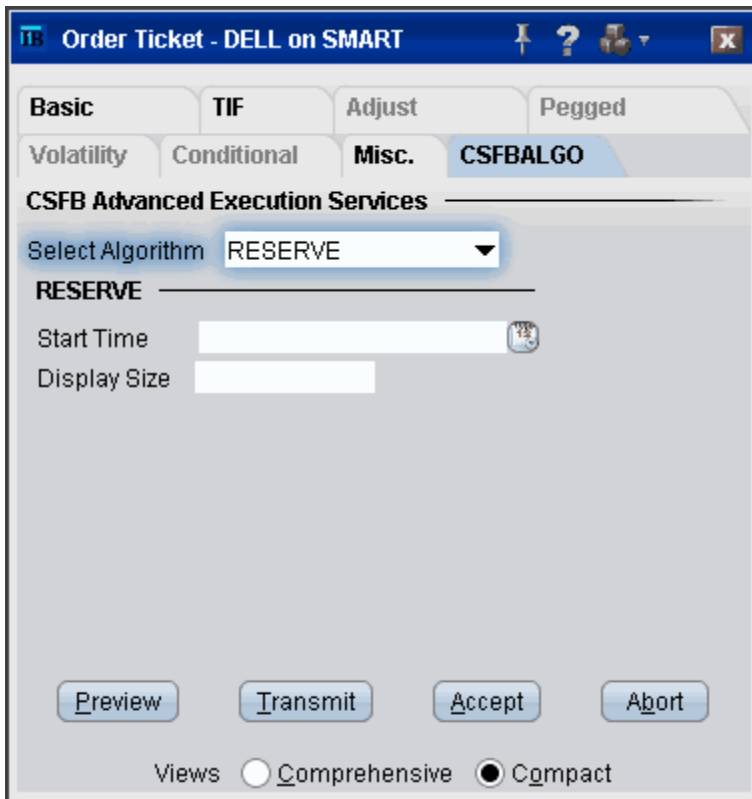 IB Order Ticket - DELL on SMART ?
Basic TIF Adjust Pegged
Volatility Conditional Misc. CSFBALGO
CSFB Advanced Execution Services
Select Algorithm RESERVE
RESERVE
Start Time
Display Size
Preview Transmit Accept Abort
Views Comprehensive Compact